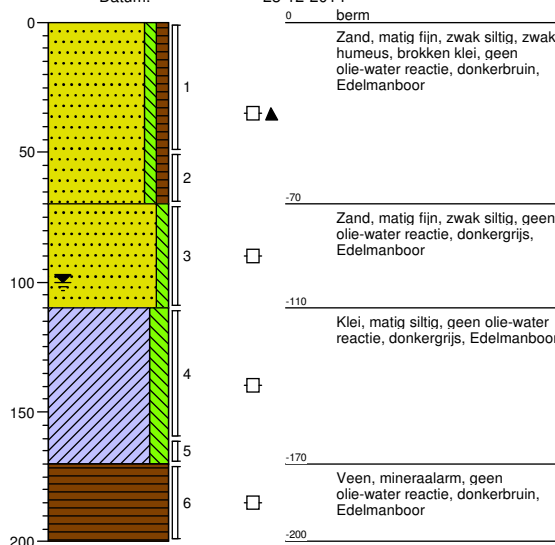 0
berm
0
Zand, matig fijn, zwak siltig, zwak
humeus, brokken klei, geen
olie-water reactie, donkerbruin,
Edelmanboor
1
50
2
-70
Zand, matig fijn, zwak siltig, geen
olie-water reactie, donkergrijs,
Edelmanboor
3
100
-110
Klei, matig siltig, geen olie-water
reactie, donkergrijs, Edelmanboor
4
150
5
-170
Veen, mineraalarm, geen
olie-water reactie, donkerbruin,
Edelmanboor
6
200
-200